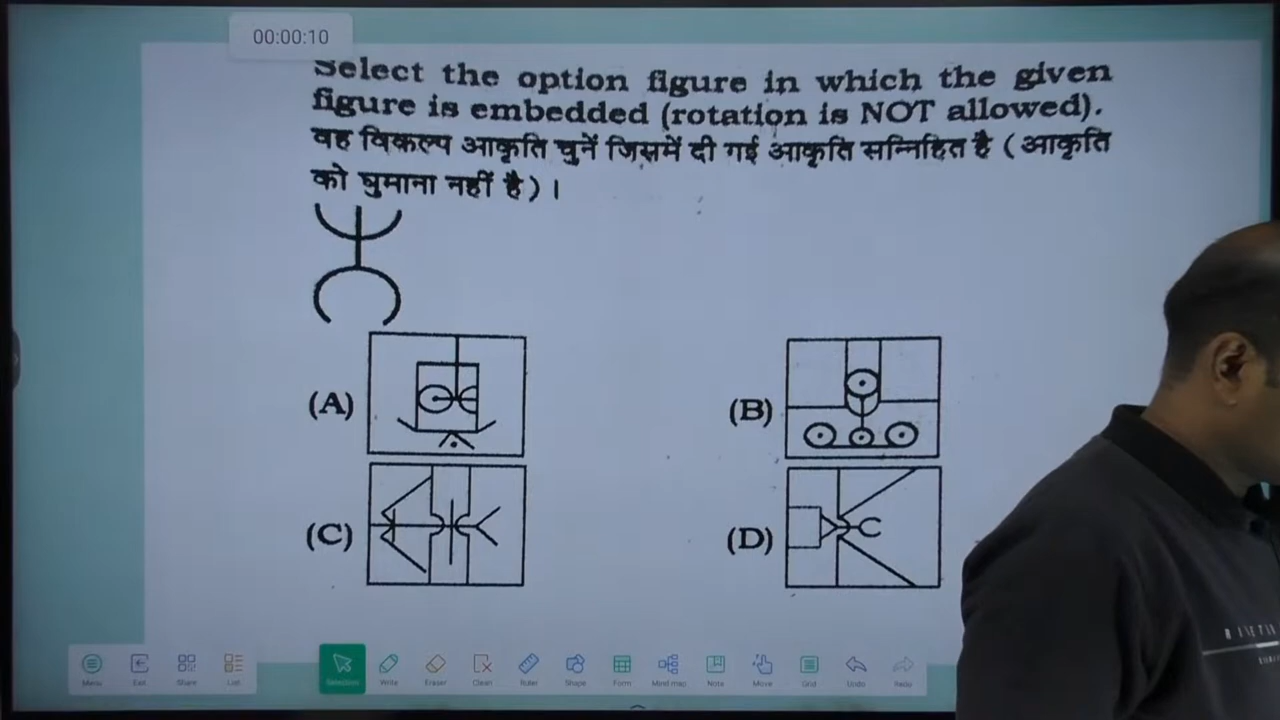 00:00:10
Select the option figure in which the given
figure is embedded (rotation is NOT allowed).
वह विकल्प आकृति चुनें जिसमें दी गई आकृति सन्निहित है ( आकृति
को घुमाना नहीं है ) ।
(A)
(B)
(C)
(D)
Menu Exit Share List Selection Write Eraser Clean Ruler Shape Form Mind map Note Move Grid Undo Redo